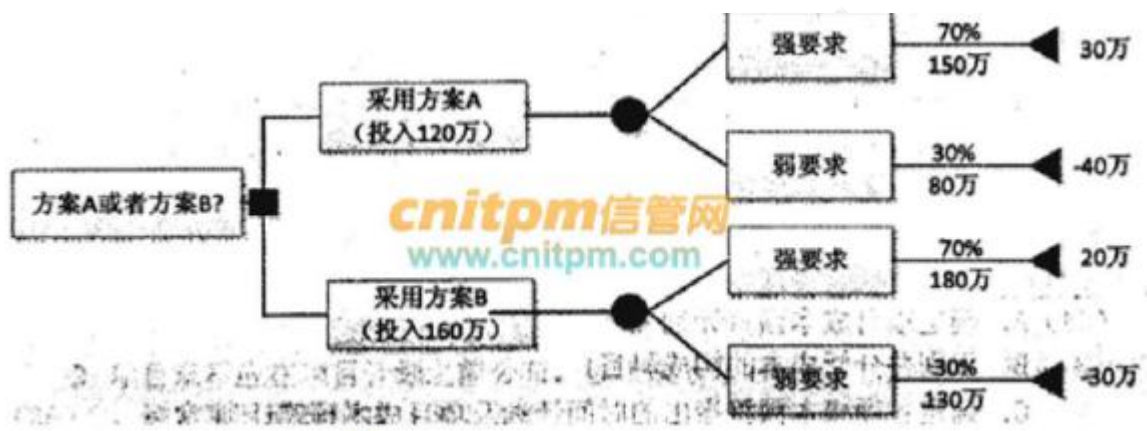 强要求
70%
150万
30万
采用方案A
（投入120万）
弱要求
30%
80万
-40万
方案A或者方案B?
cnitpm信管网
www.cnitpm.com
强要求
70%
180万
20万
采用方案B
（投入160万）
弱要求
30%
130万
-30万